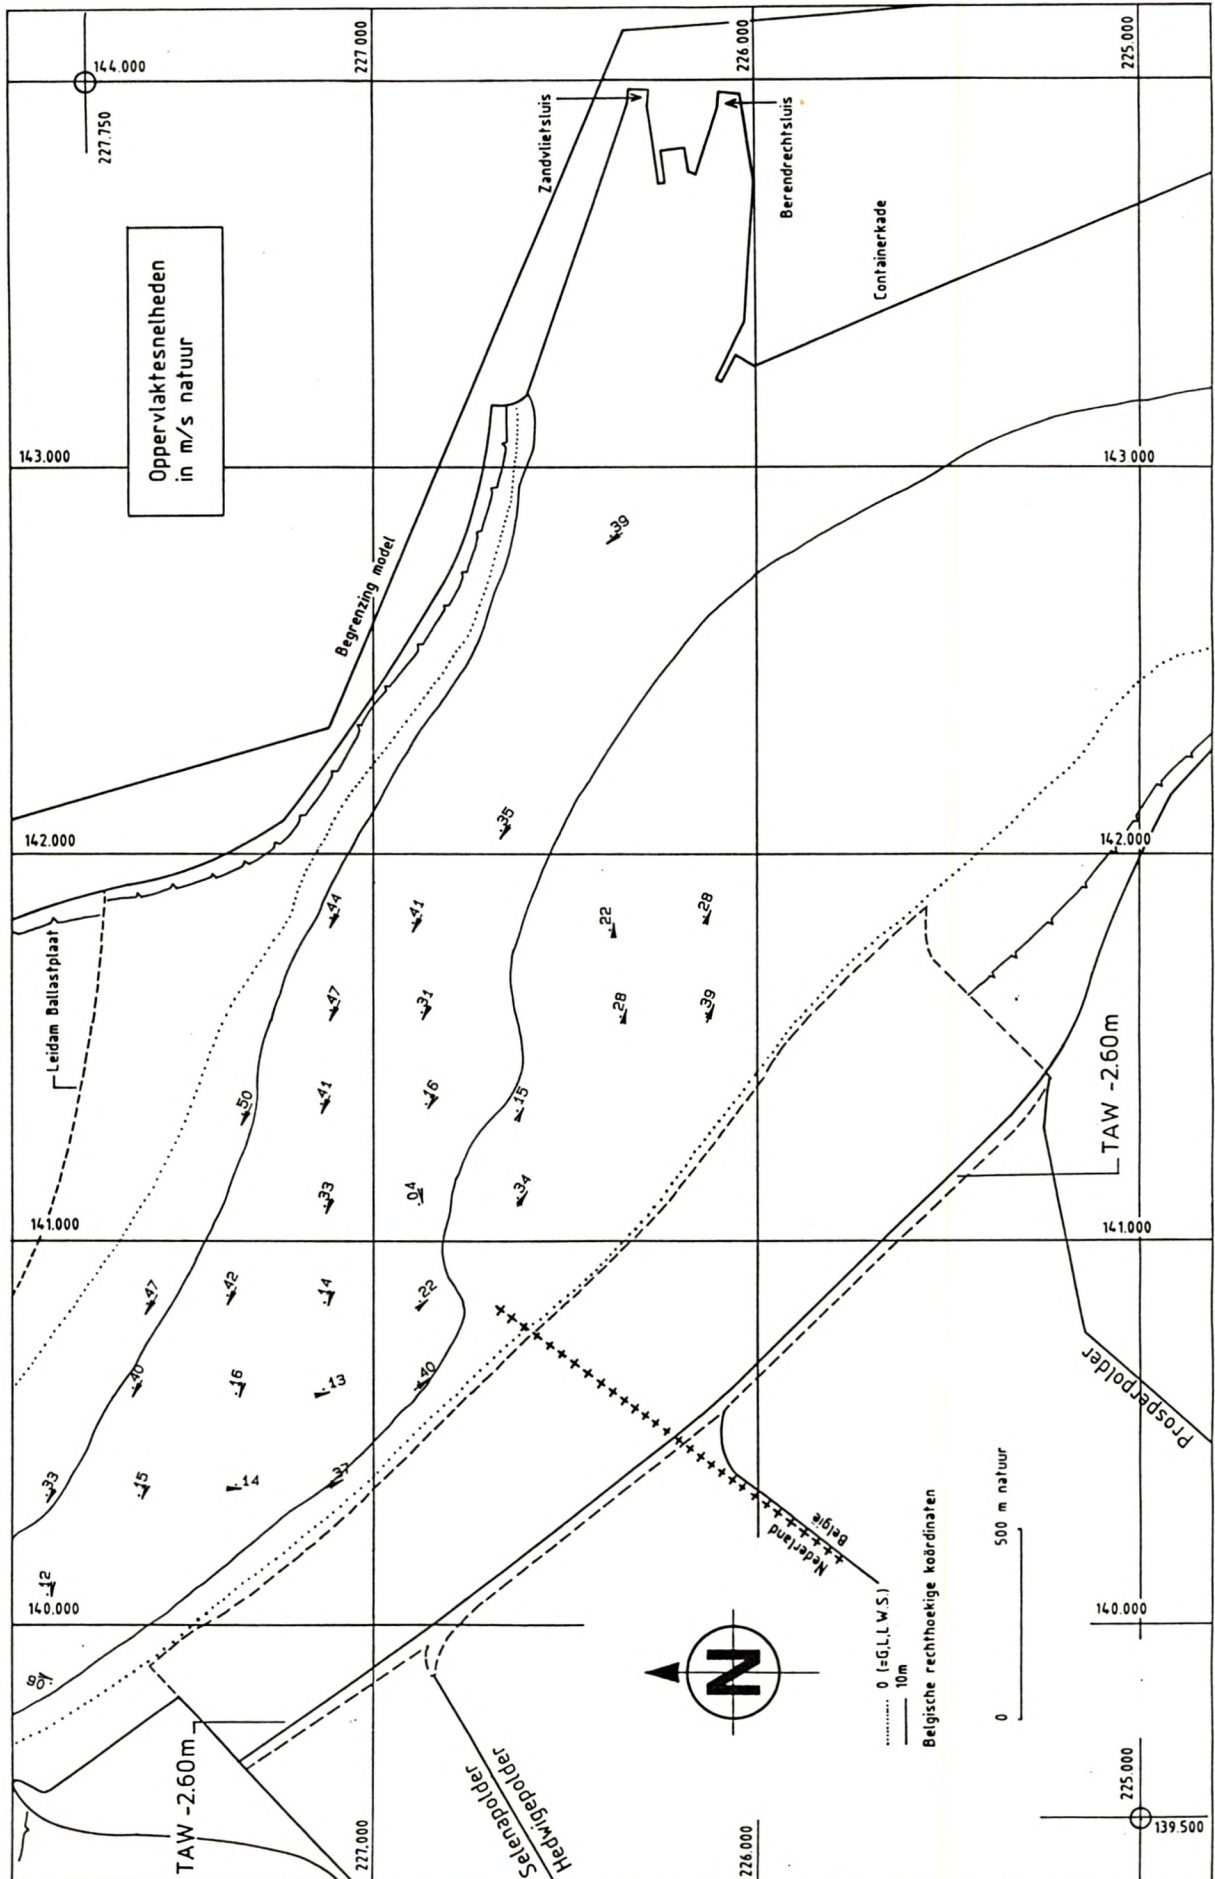 144.000
227.750
227 000
226 000
225.000
Zandvlietsluis
Berendrechtsluis
Containerkade
Oppervlaktesnelheden
in m/s natuur
143.000
143.000
Begrenzing model
.39
.35
142.000
142.000
Leidam Ballastplaat
.44
.41
.22
.28
.47
.31
.28
.39
.50
.41
.16
.15
.33
.04
.34
TAW -2.60m
141.000
141.000
.47
.42
.14
.22
.40
.16
.13
.40
Prosperpolder
.33
.15
.14
.37
Nederland
België
.12
140.000
140.000
.06
0 (=G.L.L.W.S.)
10m
Belgische rechthoekige koördinaten
0
500 m natuur
N
TAW -2.60m
Selenapolder
Hedwigepolder
227.000
226.000
225.000
139.500